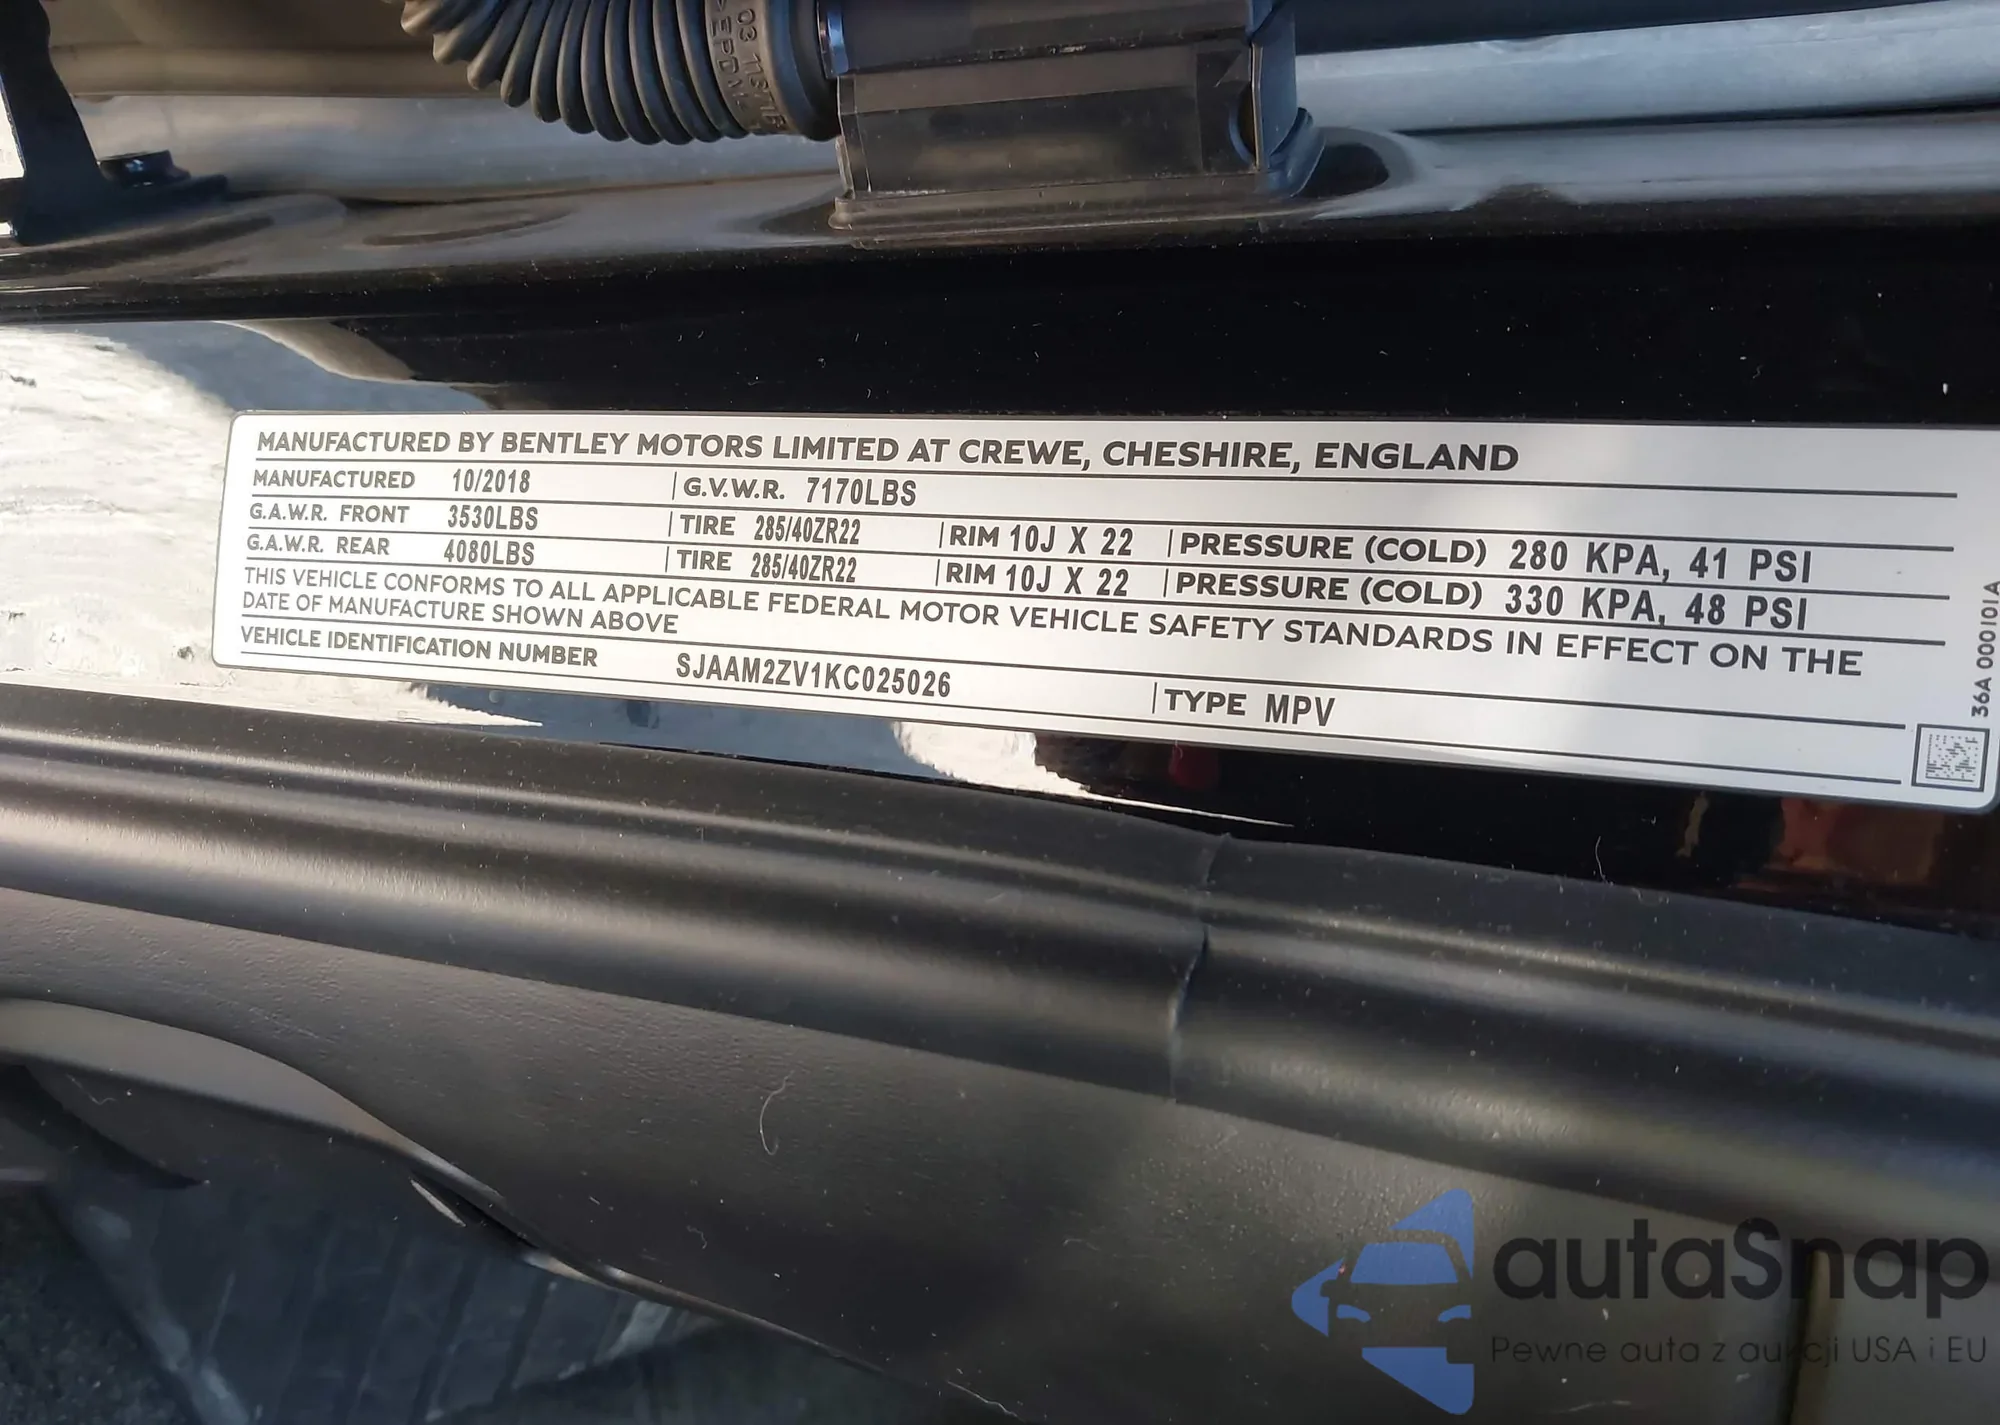 MANUFACTURED BY BENTLEY MOTORS LIMITED AT CREWE, CHESHIRE, ENGLAND
MANUFACTURED 10/2018 G.V.W.R. 7170LBS
G.A.W.R. FRONT 3530LBS TIRE 285/40ZR22 RIM 10J X 22 PRESSURE (COLD) 280 KPA, 41 PSI
G.A.W.R. REAR 4080LBS TIRE 285/40ZR22 RIM 10J X 22 PRESSURE (COLD) 330 KPA, 48 PSI
THIS VEHICLE CONFORMS TO ALL APPLICABLE FEDERAL MOTOR VEHICLE SAFETY STANDARDS IN EFFECT ON THE
DATE OF MANUFACTURE SHOWN ABOVE
VEHICLE IDENTIFICATION NUMBER SJAAM2ZV1KC025026 TYPE MPV
36A 000101A
autaSnap
Pewne auta z aukcji USA i EU